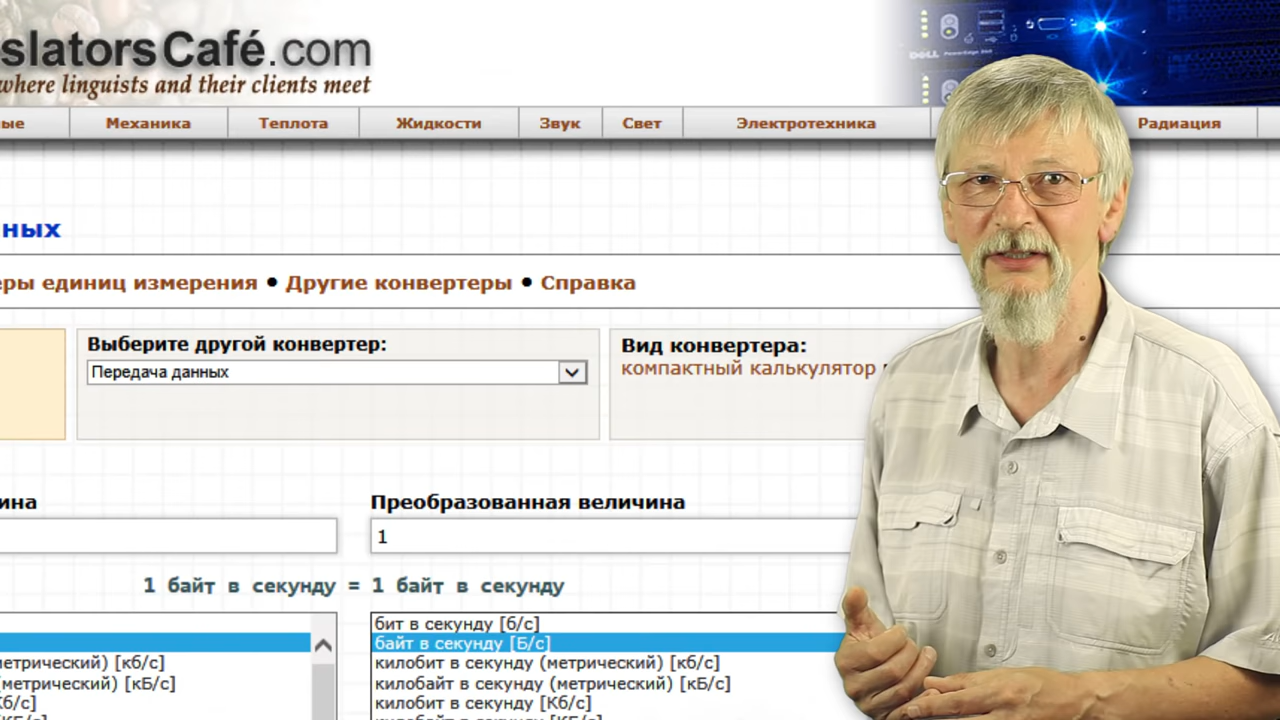 slatorsCafé.com
where linguists and their clients meet
ые
Механика
Теплота
Жидкости
Звук
Свет
Электротехника
Радиация
ных
еры единиц измерения • Другие конвертеры • Справка
Выберите другой конвертер:
Передача данных
Вид конвертера:
компактный калькулятор
ина
Преобразованная величина
1
1 байт в секунду = 1 байт в секунду
бит в секунду [б/с]
байт в секунду [Б/с]
метрический) [кб/с]
килобит в секунду (метрический) [кб/с]
(метрический) [кБ/с]
килобайт в секунду (метрический) [кБ/с]
Кб/с]
килобит в секунду [Кб/с]